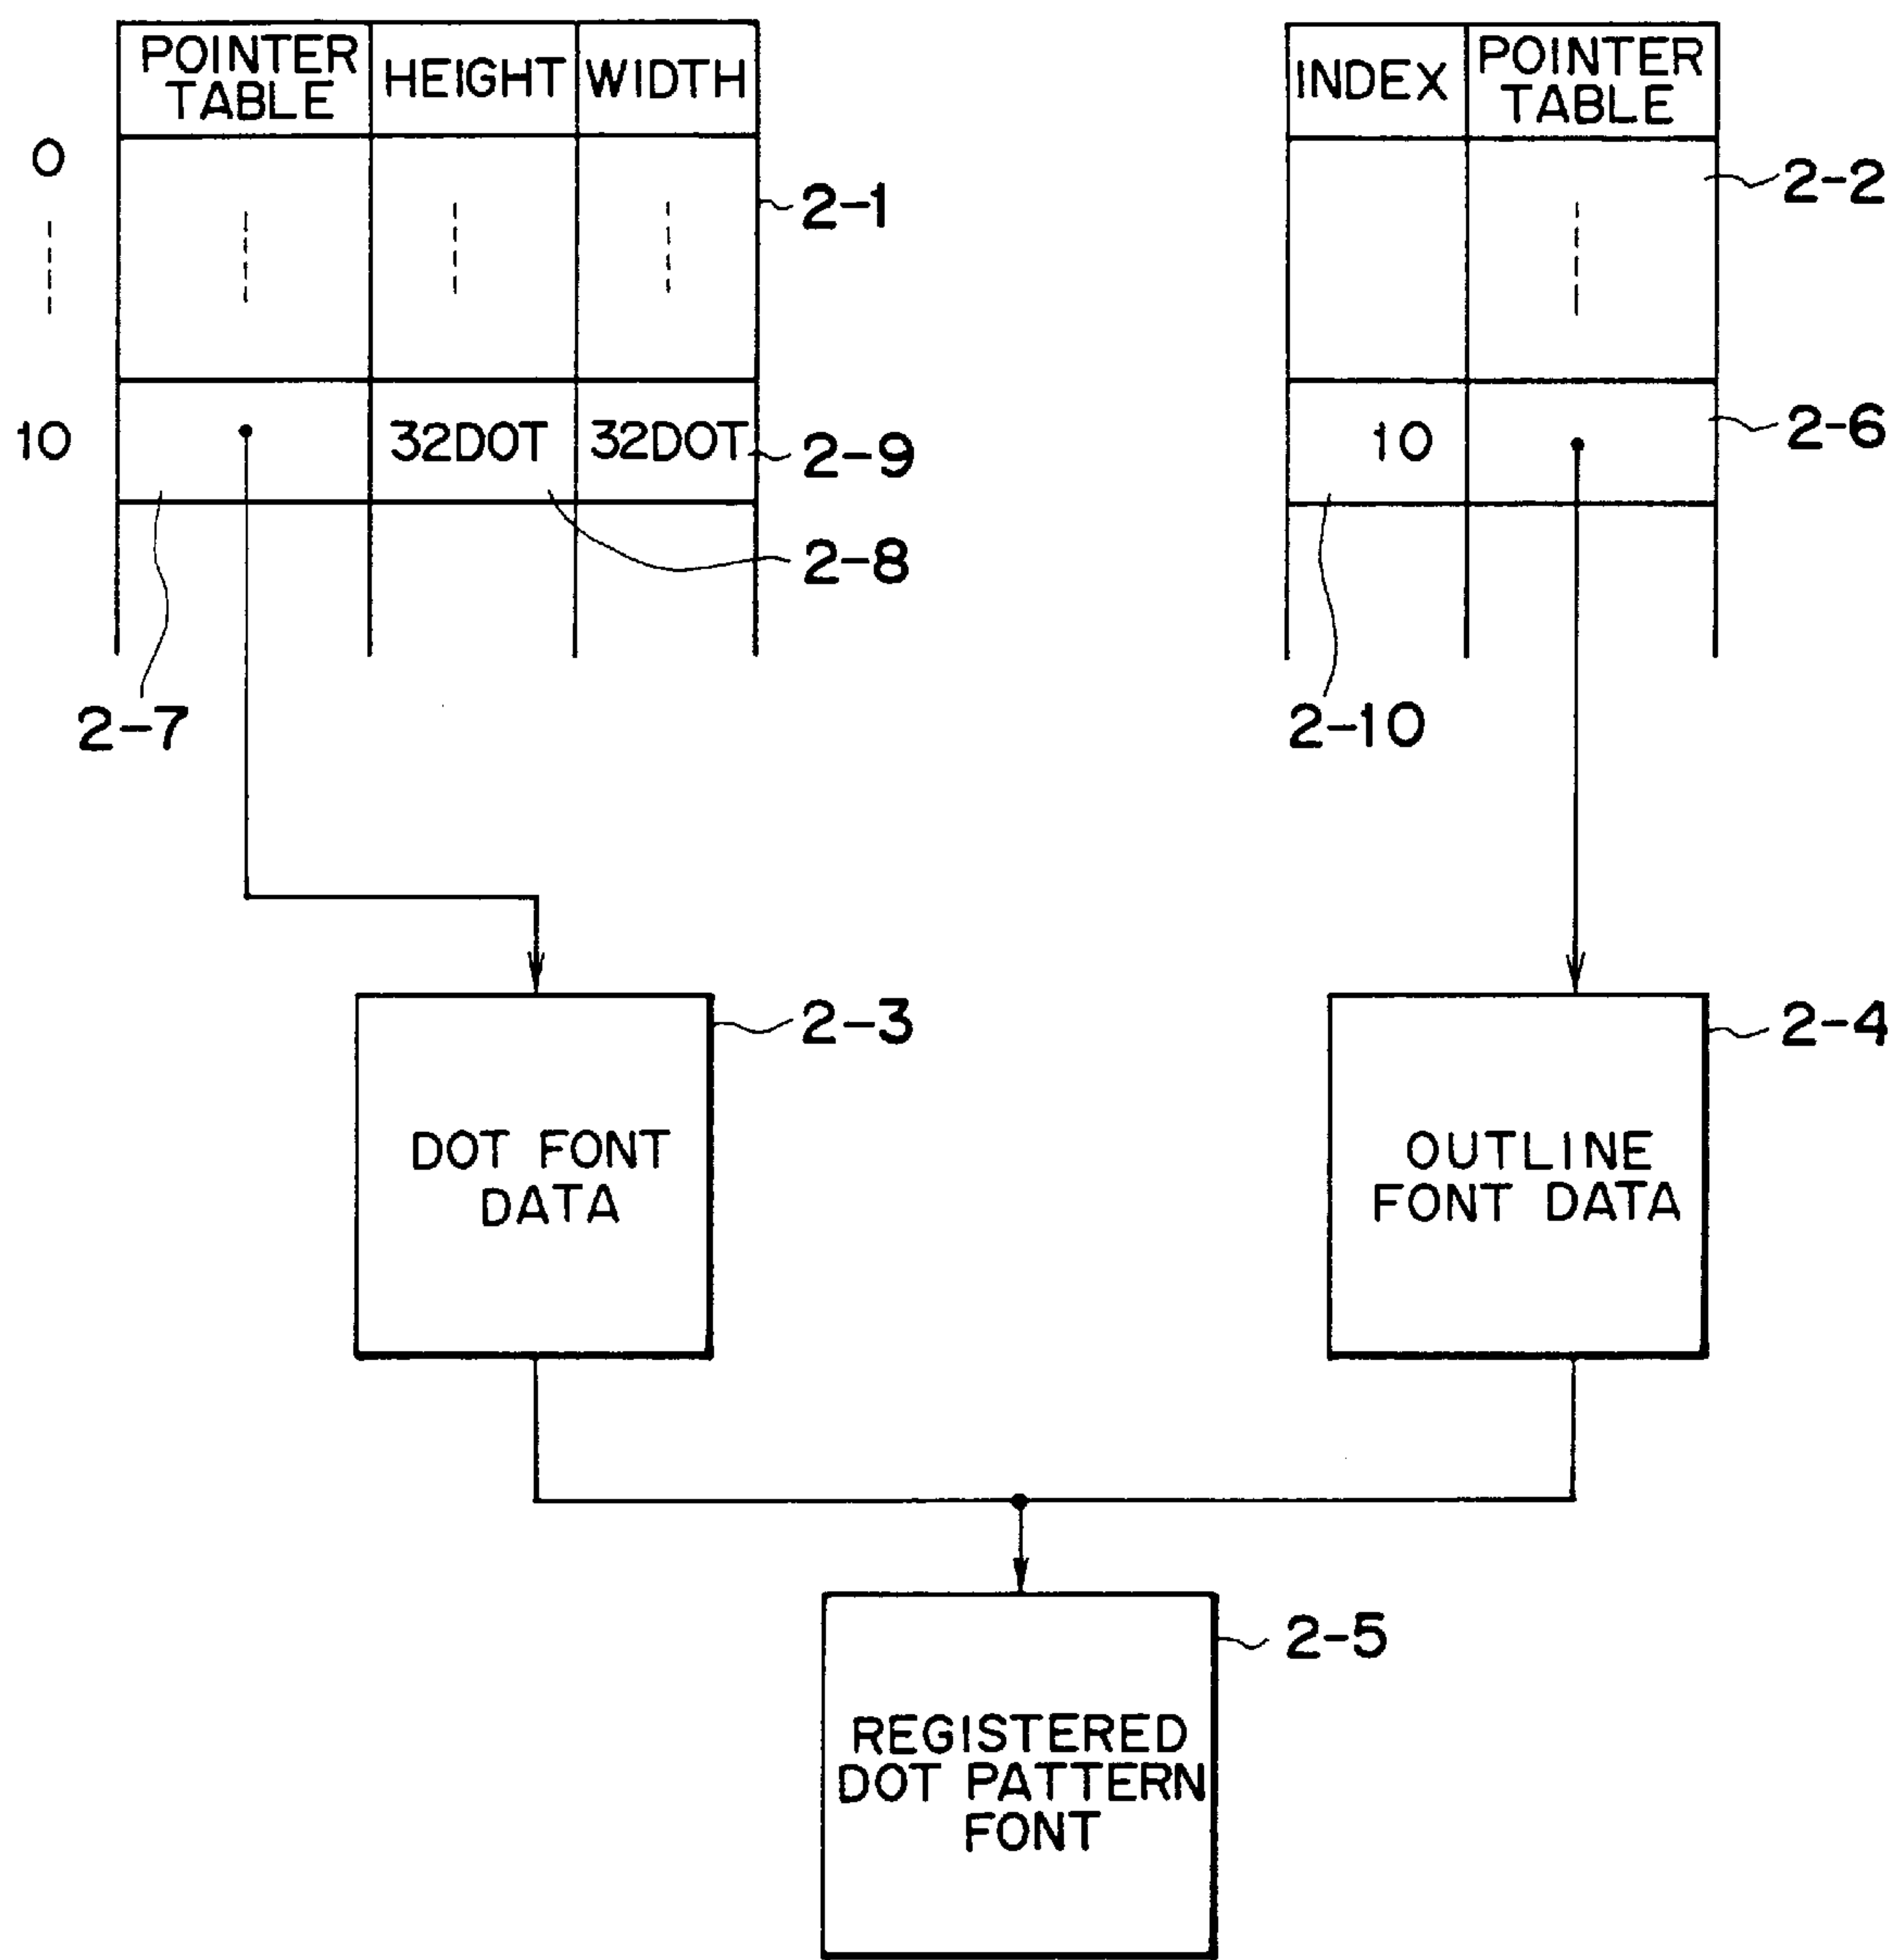 POINTER
TABLE
HEIGHT
WIDTH
0
2-1
10
32DOT
32DOT
2-9
2-8
2-7
INDEX
POINTER
TABLE
2-2
10
2-6
2-10
DOT FONT
DATA
2-3
OUTLINE
FONT DATA
2-4
REGISTERED
DOT PATTERN
FONT
2-5